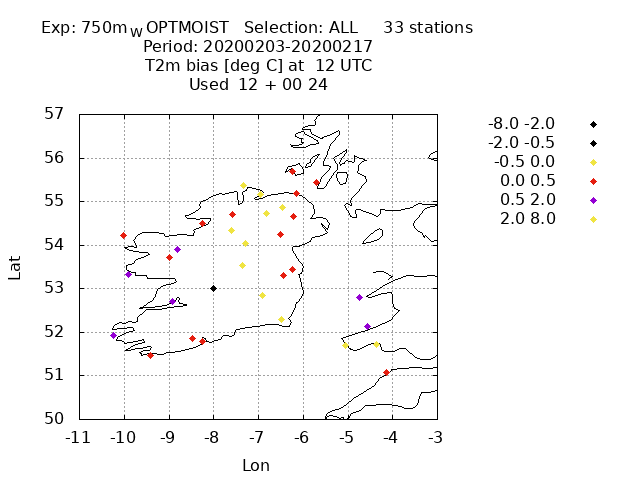 Exp: 750m_W OPTMOIST Selection: ALL 33 stations
Period: 20200203-20200217
T2m bias [deg C] at 12 UTC
Used 12 + 00 24
-8.0 -2.0
-2.0 -0.5
-0.5 0.0
0.0 0.5
0.5 2.0
2.0 8.0
57
56
55
54
53
52
51
50
Lat
-11 -10 -9 -8 -7 -6 -5 -4 -3
Lon